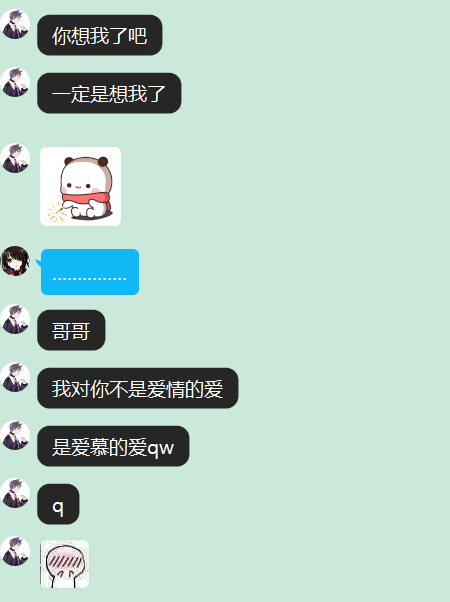 你想我了吧
一定是想我了
...............
哥哥
我对你不是爱情的爱
是爱慕的爱qw
q